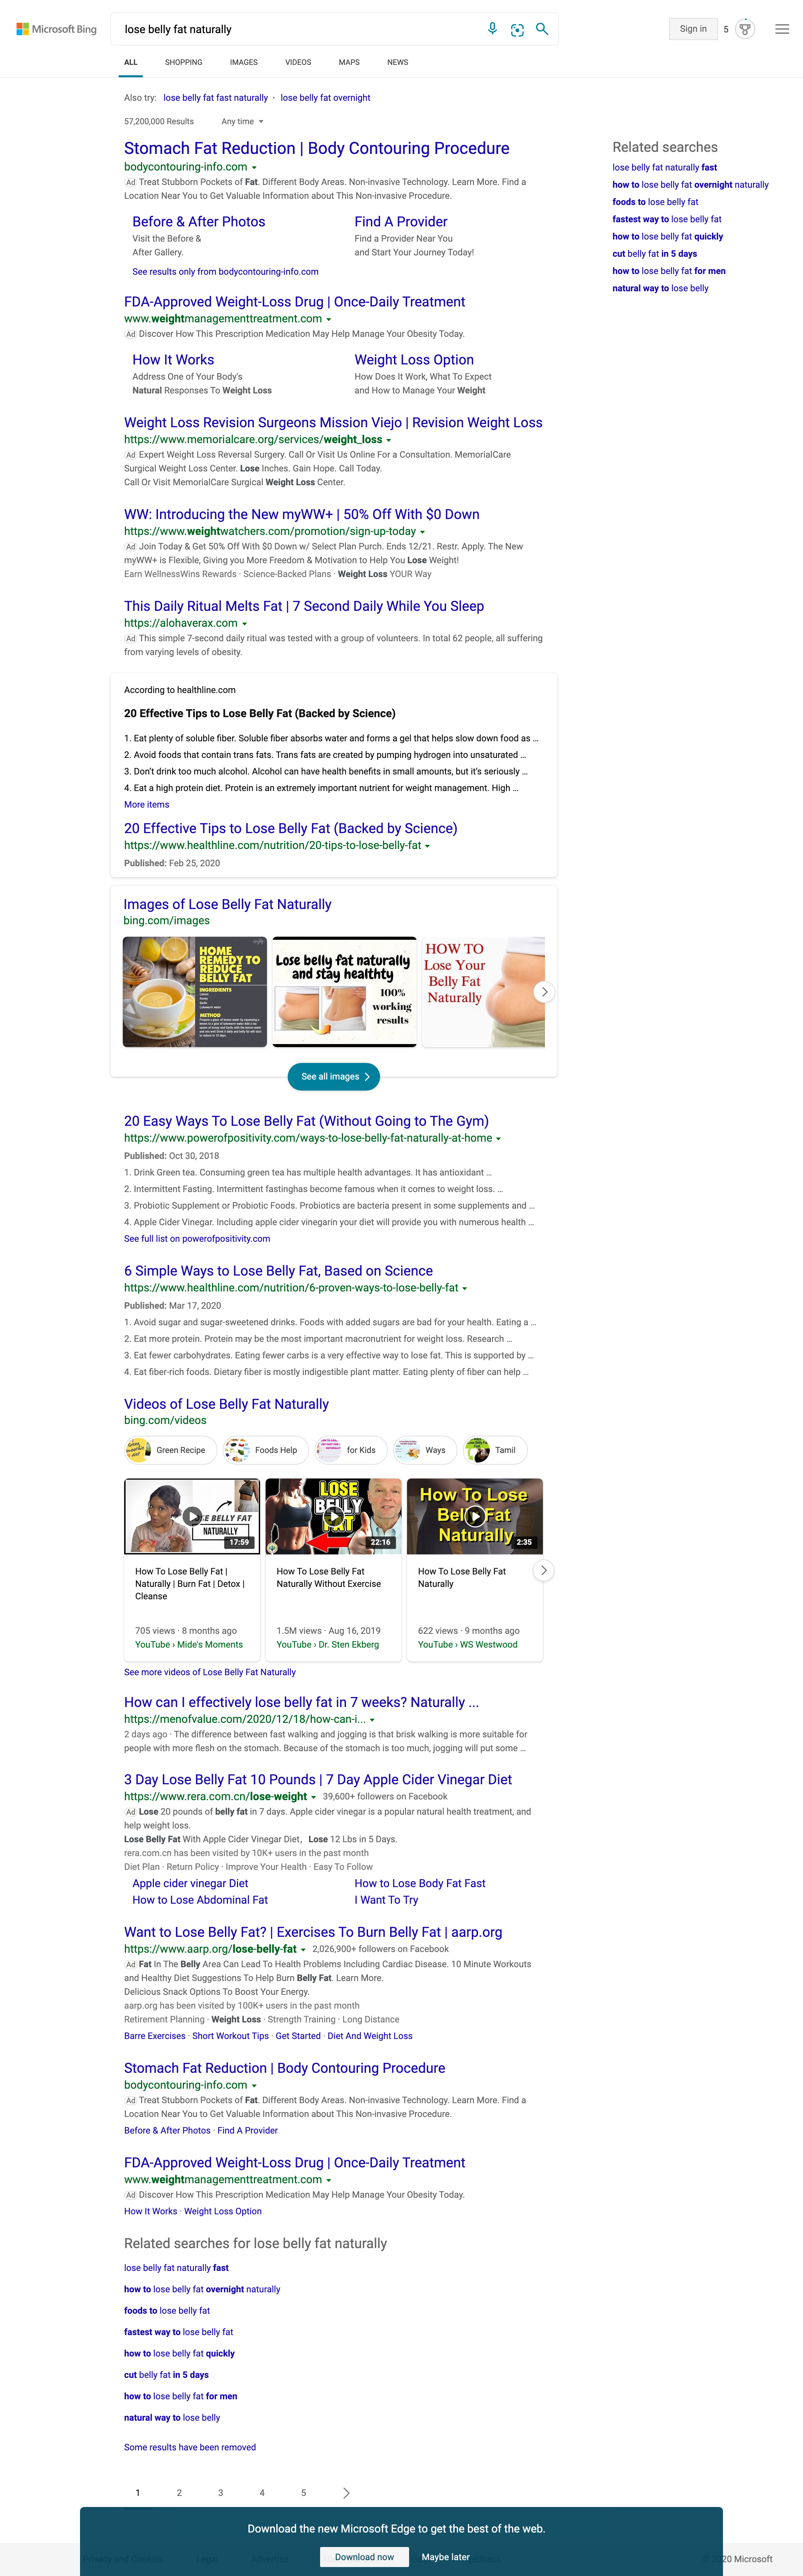 Microsoft Bing
lose belly fat naturally
Sign in
5
ALL
SHOPPING
IMAGES
VIDEOS
MAPS
NEWS
Also try: lose belly fat fast naturally · lose belly fat overnight
57,200,000 Results
Any time
Stomach Fat Reduction | Body Contouring Procedure
bodycontouring-info.com
Ad Treat Stubborn Pockets of Fat. Different Body Areas. Non-invasive Technology. Learn More. Find a
Location Near You to Get Valuable Information about This Non-invasive Procedure.
Before & After Photos
Visit the Before &
After Gallery.
Find A Provider
Find a Provider Near You
and Start Your Journey Today!
See results only from bodycontouring-info.com
Related searches
lose belly fat naturally fast
how to lose belly fat overnight naturally
foods to lose belly fat
fastest way to lose belly fat
how to lose belly fat quickly
cut belly fat in 5 days
how to lose belly fat for men
natural way to lose belly
FDA-Approved Weight-Loss Drug | Once-Daily Treatment
www.weightmanagementtreatment.com
Ad Discover How This Prescription Medication May Help Manage Your Obesity Today.
How It Works
Address One of Your Body's
Natural Responses To Weight Loss
Weight Loss Option
How Does It Work, What To Expect
and How to Manage Your Weight
Weight Loss Revision Surgeons Mission Viejo | Revision Weight Loss
https://www.memorialcare.org/services/weight_loss
Ad Expert Weight Loss Reversal Surgery. Call Or Visit Us Online For a Consultation. MemorialCare
Surgical Weight Loss Center. Lose Inches. Gain Hope. Call Today.
Call Or Visit MemorialCare Surgical Weight Loss Center.
WW: Introducing the New myWW+ | 50% Off With $0 Down
https://www.weightwatchers.com/promotion/sign-up-today
Ad Join Today & Get 50% Off With $0 Down w/ Select Plan Purch. Ends 12/21. Restr. Apply. The New
myWW+ is Flexible, Giving you More Freedom & Motivation to Help You Lose Weight!
Earn WellnessWins Rewards · Science-Backed Plans · Weight Loss YOUR Way
This Daily Ritual Melts Fat | 7 Second Daily While You Sleep
https://alohaverax.com
Ad This simple 7-second daily ritual was tested with a group of volunteers. In total 62 people, all suffering
from varying levels of obesity.
According to healthline.com
20 Effective Tips to Lose Belly Fat (Backed by Science)
1. Eat plenty of soluble fiber. Soluble fiber absorbs water and forms a gel that helps slow down food as ...
2. Avoid foods that contain trans fats. Trans fats are created by pumping hydrogen into unsaturated ...
3. Don't drink too much alcohol. Alcohol can have health benefits in small amounts, but it's seriously ...
4. Eat a high protein diet. Protein is an extremely important nutrient for weight management. High ...
More items
20 Effective Tips to Lose Belly Fat (Backed by Science)
https://www.healthline.com/nutrition/20-tips-to-lose-belly-fat
Published: Feb 25, 2020
Images of Lose Belly Fat Naturally
bing.com/images
HOME
REMEDY TO
REDUCE
BELLY FAT
INGREDIENTS
METHOD
Lose belly fat naturally
and stay healthty
100%
working
results
HOW TO
Lose Your
Belly Fat
Naturally
See all images
20 Easy Ways To Lose Belly Fat (Without Going to The Gym)
https://www.powerofpositivity.com/ways-to-lose-belly-fat-naturally-at-home
Published: Oct 30, 2018
1. Drink Green tea. Consuming green tea has multiple health advantages. It has antioxidant ...
2. Intermittent Fasting. Intermittent fastinghas become famous when it comes to weight loss. ...
3. Probiotic Supplement or Probiotic Foods. Probiotics are bacteria present in some supplements and ...
4. Apple Cider Vinegar. Including apple cider vinegarin your diet will provide you with numerous health ...
See full list on powerofpositivity.com
6 Simple Ways to Lose Belly Fat, Based on Science
https://www.healthline.com/nutrition/6-proven-ways-to-lose-belly-fat
Published: Mar 17, 2020
1. Avoid sugar and sugar-sweetened drinks. Foods with added sugars are bad for your health. Eating a ...
2. Eat more protein. Protein may be the most important macronutrient for weight loss. Research ...
3. Eat fewer carbohydrates. Eating fewer carbs is a very effective way to lose fat. This is supported by ...
4. Eat fiber-rich foods. Dietary fiber is mostly indigestible plant matter. Eating plenty of fiber can help ...
Videos of Lose Belly Fat Naturally
bing.com/videos
Green Recipe
Foods Help
for Kids
Ways
Tamil
SE BELLY FAT
NATURALLY
17:59
LOSE
BELLY
FAT
22:16
How To Lose
Belly Fat
Naturally
2:35
How To Lose Belly Fat |
Naturally | Burn Fat | Detox |
Cleanse
705 views · 8 months ago
YouTube › Mide's Moments
How To Lose Belly Fat
Naturally Without Exercise
1.5M views · Aug 16, 2019
YouTube › Dr. Sten Ekberg
How To Lose Belly Fat
Naturally
622 views · 9 months ago
YouTube › WS Westwood
See more videos of Lose Belly Fat Naturally
How can I effectively lose belly fat in 7 weeks? Naturally ...
https://menofvalue.com/2020/12/18/how-can-i...
2 days ago · The difference between fast walking and jogging is that brisk walking is more suitable for
people with more flesh on the stomach. Because of the stomach is too much, jogging will put some ...
3 Day Lose Belly Fat 10 Pounds | 7 Day Apple Cider Vinegar Diet
https://www.rera.com.cn/lose-weight 39,600+ followers on Facebook
Ad Lose 20 pounds of belly fat in 7 days. Apple cider vinegar is a popular natural health treatment, and
help weight loss.
Lose Belly Fat With Apple Cider Vinegar Diet, Lose 12 Lbs in 5 Days.
rera.com.cn has been visited by 10K+ users in the past month
Diet Plan · Return Policy · Improve Your Health · Easy To Follow
Apple cider vinegar Diet
How to Lose Body Fat Fast
How to Lose Abdominal Fat
I Want To Try
Want to Lose Belly Fat? | Exercises To Burn Belly Fat | aarp.org
https://www.aarp.org/lose-belly-fat 2,026,900+ followers on Facebook
Ad Fat In The Belly Area Can Lead To Health Problems Including Cardiac Disease. 10 Minute Workouts
and Healthy Diet Suggestions To Help Burn Belly Fat. Learn More.
Delicious Snack Options To Boost Your Energy.
aarp.org has been visited by 100K+ users in the past month
Retirement Planning · Weight Loss · Strength Training · Long Distance
Barre Exercises · Short Workout Tips · Get Started · Diet And Weight Loss
Stomach Fat Reduction | Body Contouring Procedure
bodycontouring-info.com
Ad Treat Stubborn Pockets of Fat. Different Body Areas. Non-invasive Technology. Learn More. Find a
Location Near You to Get Valuable Information about This Non-invasive Procedure.
Before & After Photos · Find A Provider
FDA-Approved Weight-Loss Drug | Once-Daily Treatment
www.weightmanagementtreatment.com
Ad Discover How This Prescription Medication May Help Manage Your Obesity Today.
How It Works · Weight Loss Option
Related searches for lose belly fat naturally
lose belly fat naturally fast
how to lose belly fat overnight naturally
foods to lose belly fat
fastest way to lose belly fat
how to lose belly fat quickly
cut belly fat in 5 days
how to lose belly fat for men
natural way to lose belly
Some results have been removed
1
2
3
4
5
Download the new Microsoft Edge to get the best of the web.
Download now
Maybe later
20 Microsoft